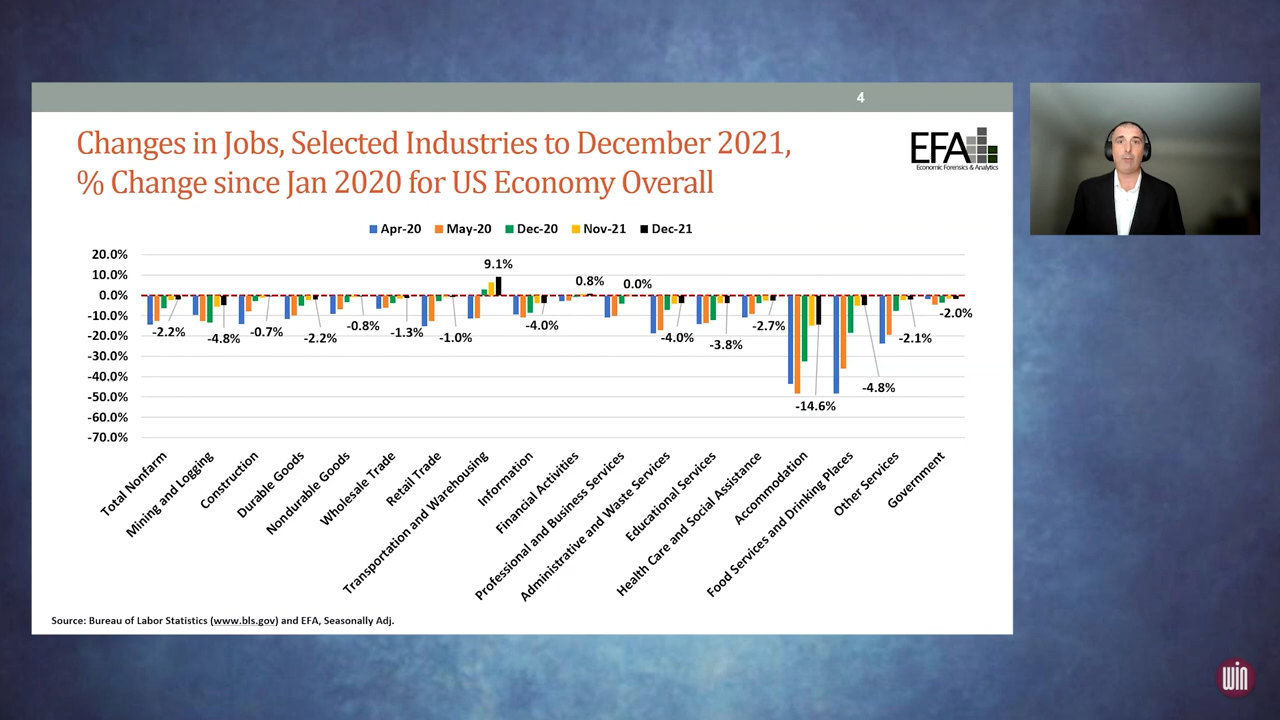 4
Changes in Jobs, Selected Industries to December 2021,
% Change since Jan 2020 for US Economy Overall
EFA
Economic Forensics & Analytics
Apr-20 May-20 Dec-20 Nov-21 Dec-21
20.0%
10.0%
0.0%
-10.0%
-20.0%
-30.0%
-40.0%
-50.0%
-60.0%
-70.0%
-2.2%
-4.8%
-0.7%
-2.2%
-0.8%
-1.3%
-1.0%
9.1%
-4.0%
0.8%
0.0%
-4.0%
-3.8%
-2.7%
-14.6%
-4.8%
-2.1%
-2.0%
Total Nonfarm
Mining and Logging
Construction
Durable Goods
Nondurable Goods
Wholesale Trade
Retail Trade
Transportation and Warehousing
Information
Financial Activities
Professional and Business Services
Administrative and Waste Services
Educational Services
Health Care and Social Assistance
Accommodation
Food Services and Drinking Places
Other Services
Government
Source: Bureau of Labor Statistics (www.bls.gov) and EFA, Seasonally Adj.
win